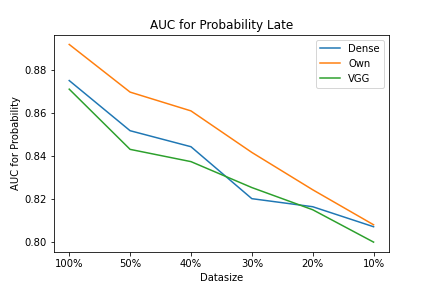 AUC for Probability Late
Dense
Own
VGG
AUC for Probability
0.88
0.86
0.84
0.82
0.80
100% 50% 40% 30% 20% 10%
Datasize